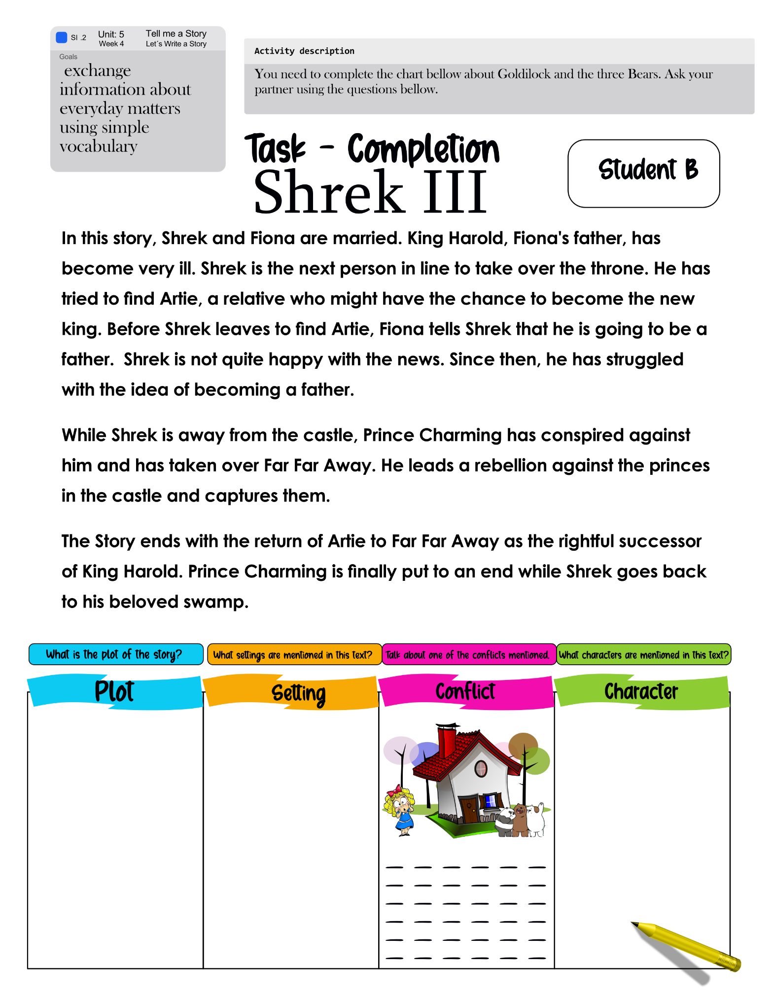 SI .2 Unit: 5 Tell me a Story
Week 4 Let´s Write a Story
Goals
exchange
information about
everyday matters
using simple
vocabulary
Activity description
You need to complete the chart bellow about Goldilock and the three Bears. Ask your
partner using the questions bellow.
Task - Completion
Shrek III
Student B
In this story, Shrek and Fiona are married. King Harold, Fiona's father, has
become very ill. Shrek is the next person in line to take over the throne. He has
tried to find Artie, a relative who might have the chance to become the new
king. Before Shrek leaves to find Artie, Fiona tells Shrek that he is going to be a
father.  Shrek is not quite happy with the news. Since then, he has struggled
with the idea of becoming a father.
While Shrek is away from the castle, Prince Charming has conspired against
him and has taken over Far Far Away. He leads a rebellion against the princes
in the castle and captures them.
The Story ends with the return of Artie to Far Far Away as the rightful successor
of King Harold. Prince Charming is finally put to an end while Shrek goes back
to his beloved swamp.
What is the plot of the story?
What settings are mentioned in this text?
Talk about one of the conflicts mentioned.
What characters are mentioned in this text?
Plot
Setting
Conflict
Character